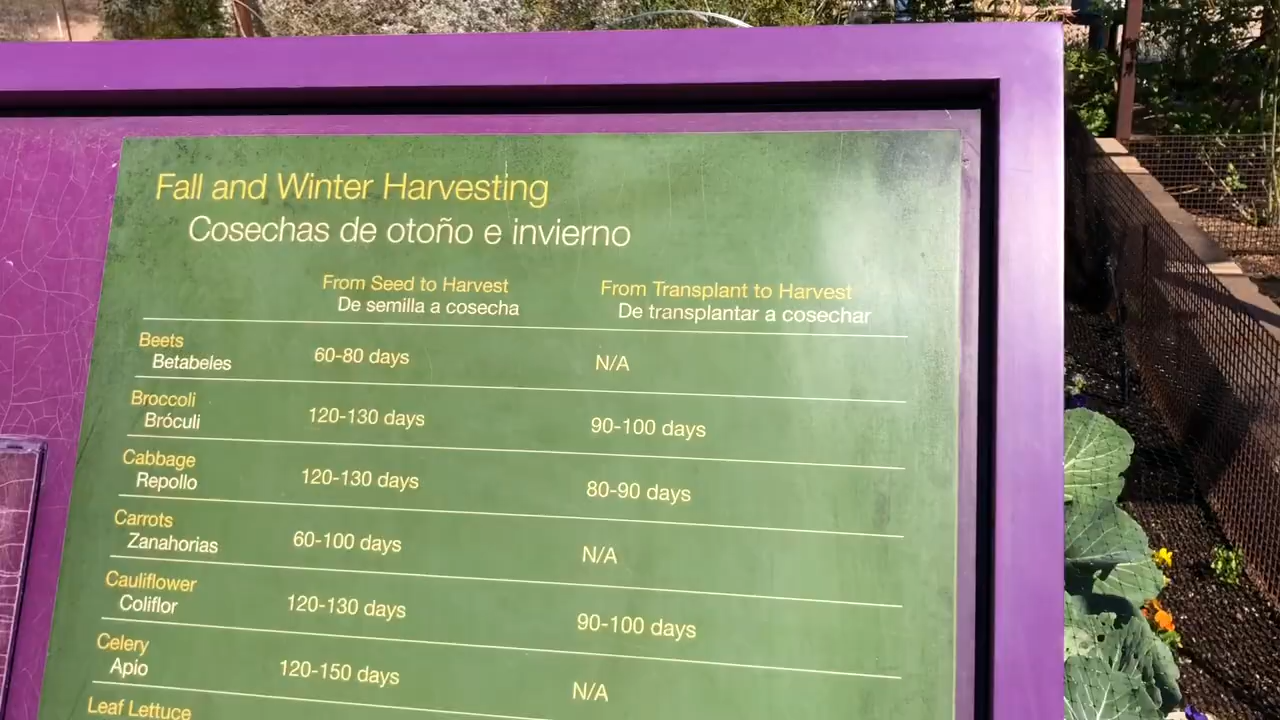 Fall and Winter Harvesting
Cosechas de otoño e invierno
From Seed to Harvest From Transplant to Harvest
De semilla a cosecha De transplantar a cosechar
Beets
Betabeles 60-80 days N/A
Broccoli
Bróculi 120-130 days 90-100 days
Cabbage
Repollo 120-130 days 80-90 days
Carrots
Zanahorias 60-100 days N/A
Cauliflower
Coliflor 120-130 days 90-100 days
Celery
Apio 120-150 days N/A
Leaf Lettuce